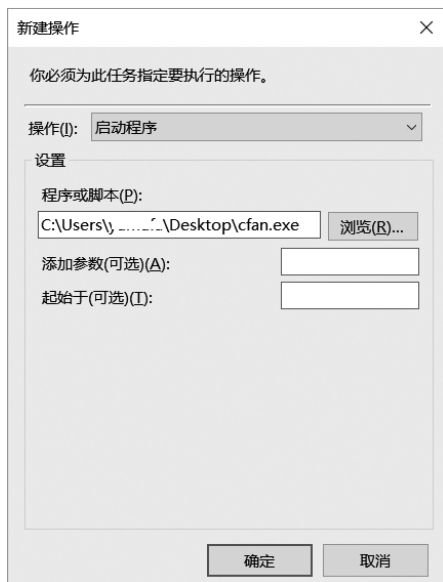 新建操作
你必须为此任务指定要执行的操作。
操作(I): 启动程序
设置
程序或脚本(P):
C:\Users\ \Desktop\cfan.exe 浏览(R)...
添加参数(可选)(A):
起始于(可选)(T):
确定 取消